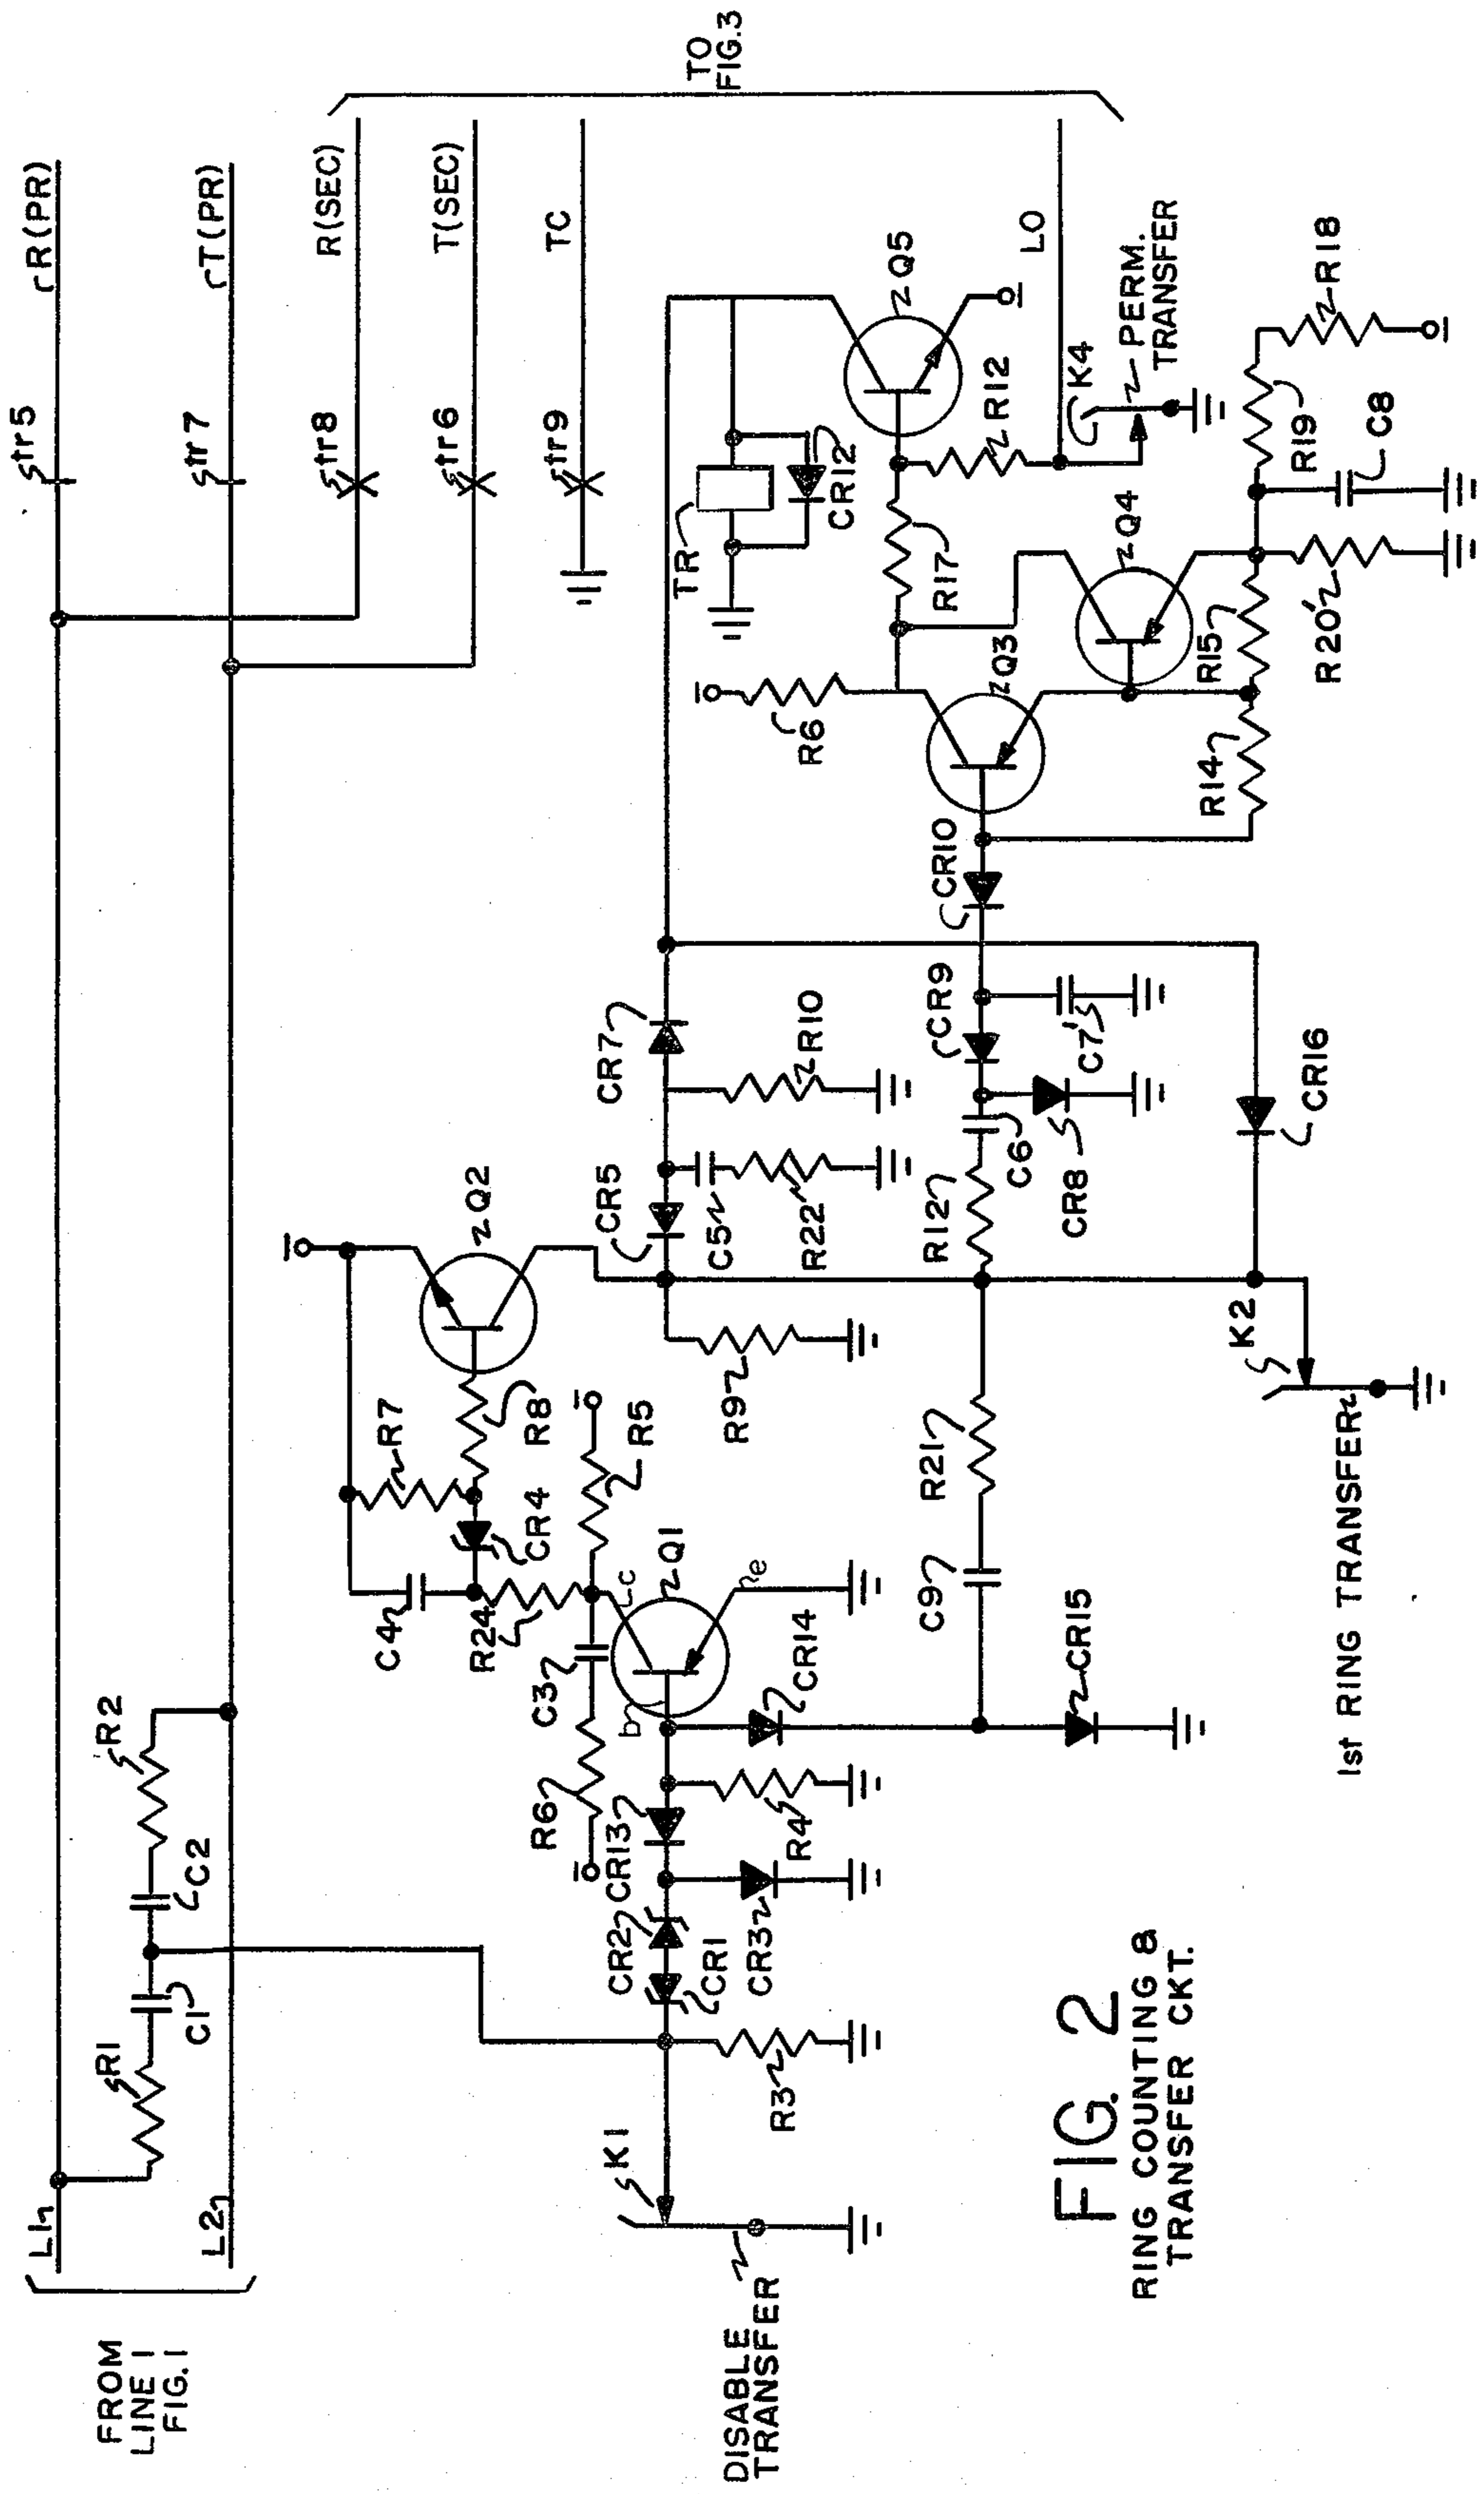 FROM
LINE 1
FIG.1
L1
L2
R1
C1
C2
R2
tr5
tr7
tr8
tr6
tr9
R(PR)
T(PR)
R(SEC)
T(SEC)
TC
TO
FIG.3
LO
DISABLE
TRANSFER
K1
R3
CR1
CR2
CR3
CR13
R4
R6
C3
b
c
e
Q1
CR14
CR15
C9
R21
R24
C4
CR4
R7
R8
R5
Q2
R9
CR5
C5
R22
CR7
R10
R12
C6
CR8
CR9
C7'
CR10
CR16
K2
1st RING TRANSFER
R6
Q3
R14
R15
Q4
R17
TR
CR12
Q5
R12
K4
PERM.
TRANSFER
R20'
R19
C8
R18
FIG. 2
RING COUNTING &
TRANSFER CKT.